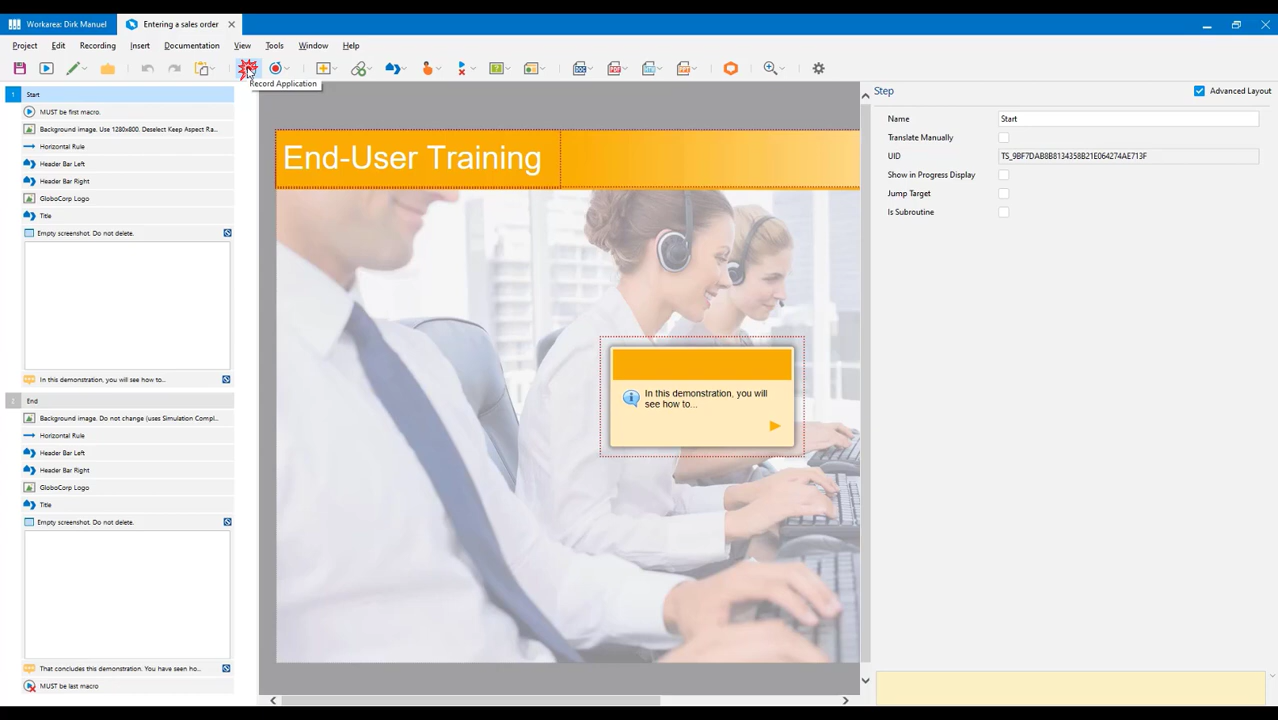 Workarea: Dirk Manuel
Entering a sales order
Project Edit Recording Insert Documentation View Tools Window Help
Record Application
1 Start
MUST be first macro.
Background image. Use 1280x800. Deselect Keep Aspect Ra...
Horizontal Rule
Header Bar Left
Header Bar Right
GloboCorp Logo
Title
Empty screenshot. Do not delete.
In this demonstration, you will see how to...
2 End
Background image. Do not change (uses Simulation Compl...
Horizontal Rule
Header Bar Left
Header Bar Right
GloboCorp Logo
Title
Empty screenshot. Do not delete.
That concludes this demonstration. You have seen ho...
MUST be last macro
End-User Training
In this demonstration, you will
see how to...
Step
Advanced Layout
Name Start
Translate Manually
UID TS_9BF7DAB8B8134358B21E064274AE713F
Show in Progress Display
Jump Target
Is Subroutine